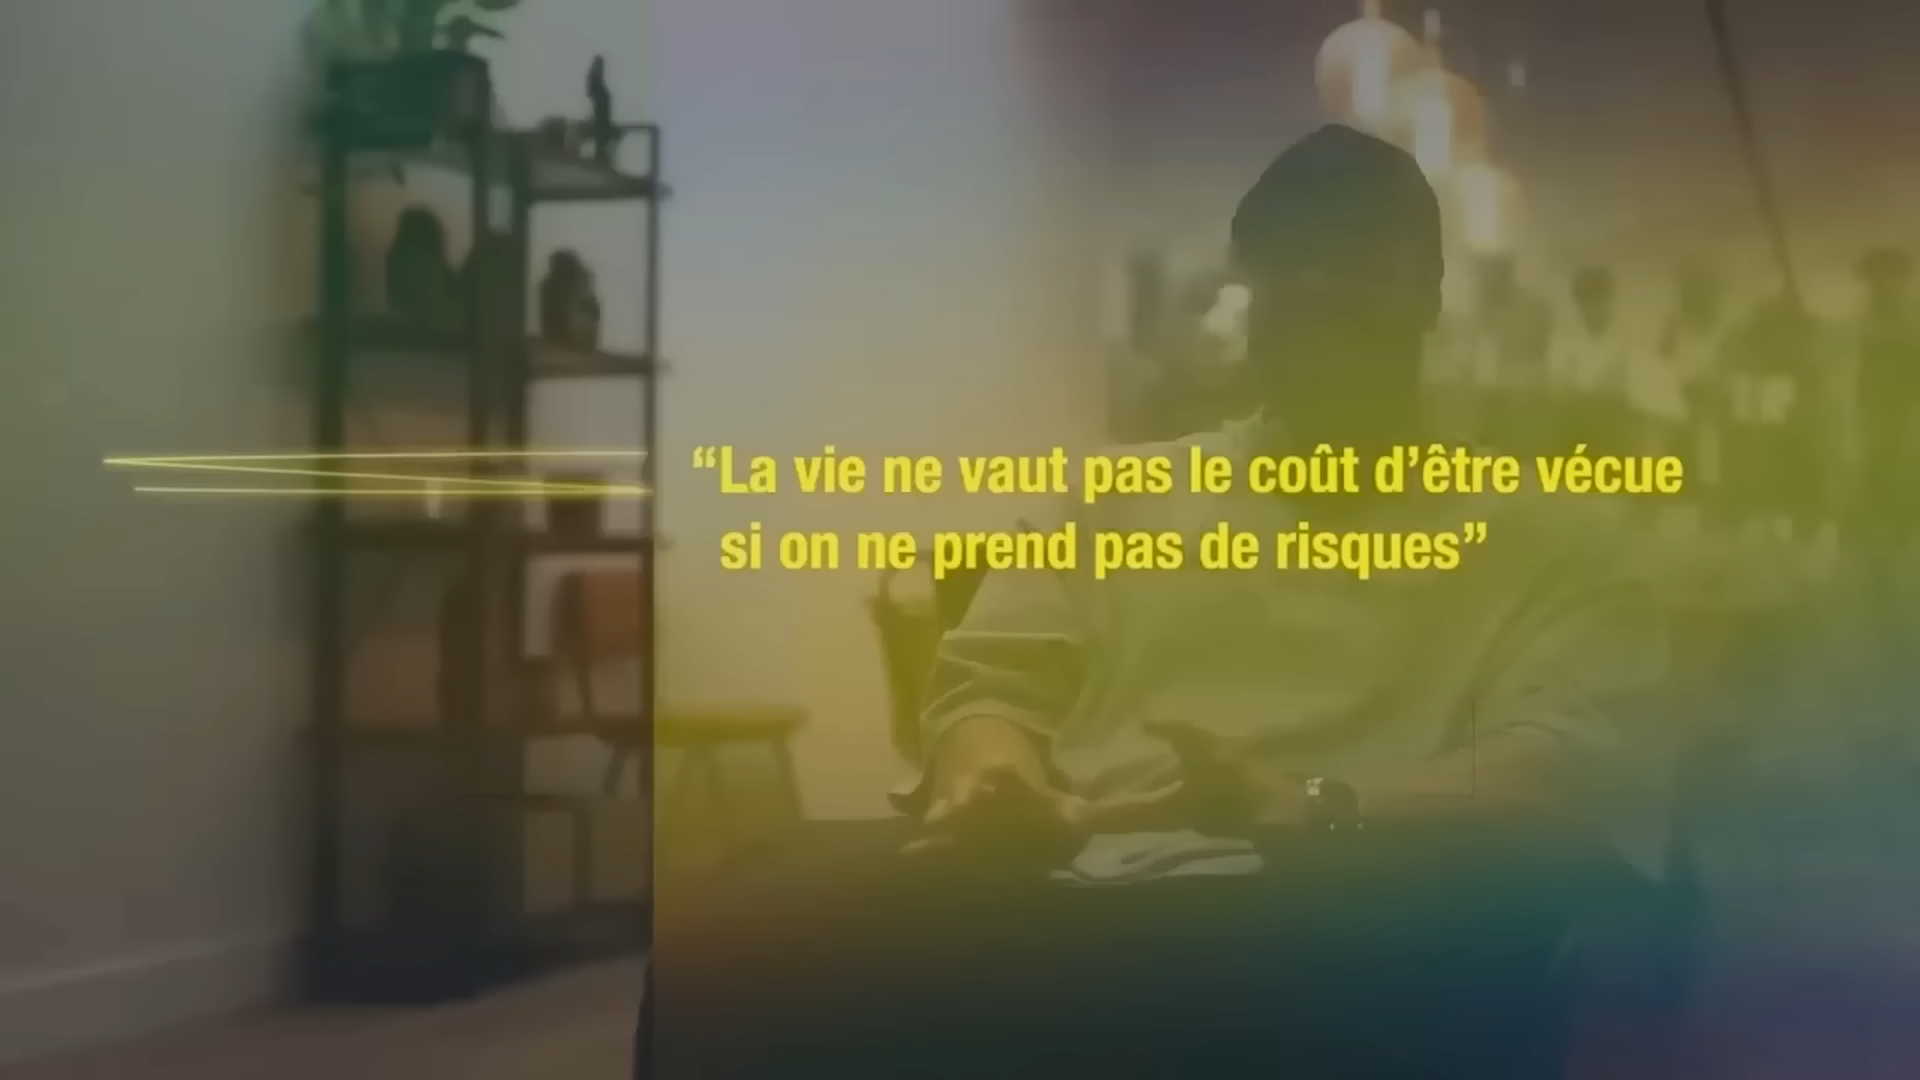 “La vie ne vaut pas le coût d’être vécue
si on ne prend pas de risques”